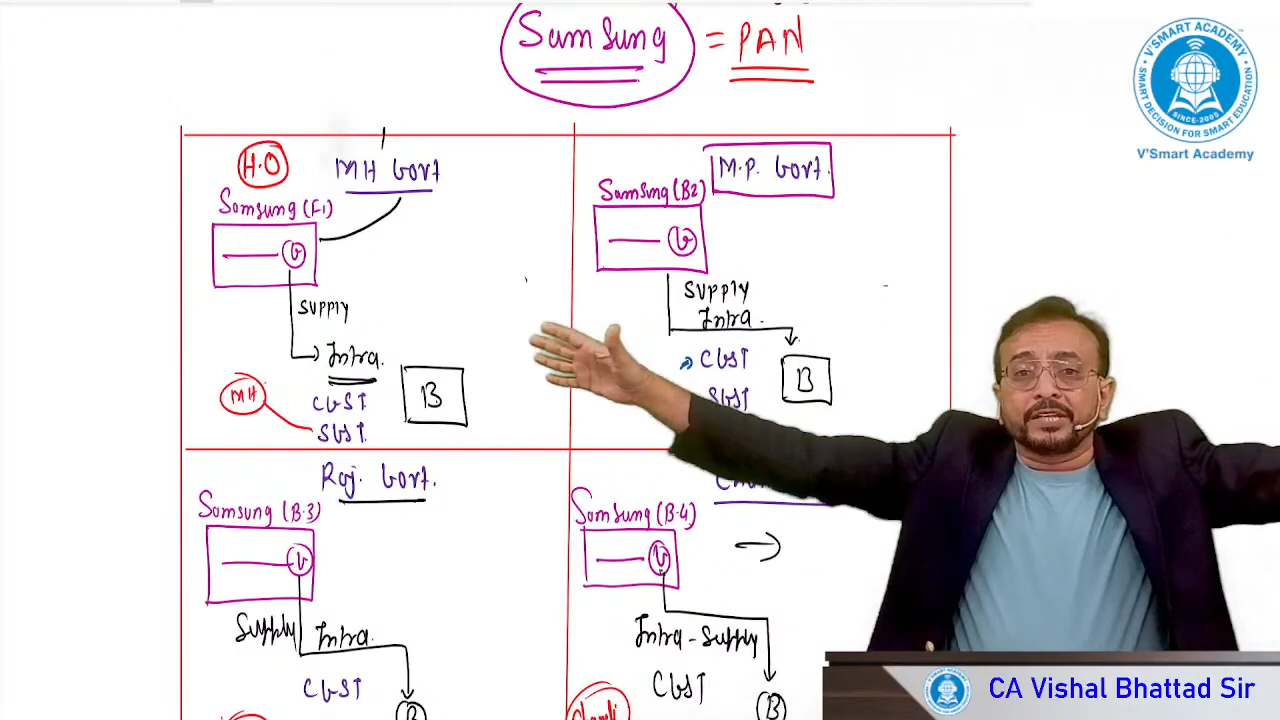 Samsung = PAN
H.O
MH Govt
Samsung (F1)
G
SUPPLY
Intra
MH
CGST
SGST
B
M.P. Govt.
Samsung (B2)
G
SUPPLY
Intra
CGST
SGST
B
Raj. Govt.
Samsung (B.3)
G
Supply Intra.
CGST
B
Samsung (B.4)
G
Intra-Supply
CGST
B
V'SMART ACADEMY
SMART DECISION FOR SMART EDUCATION
SINCE-2005
V'Smart Academy
CA Vishal Bhattad Sir